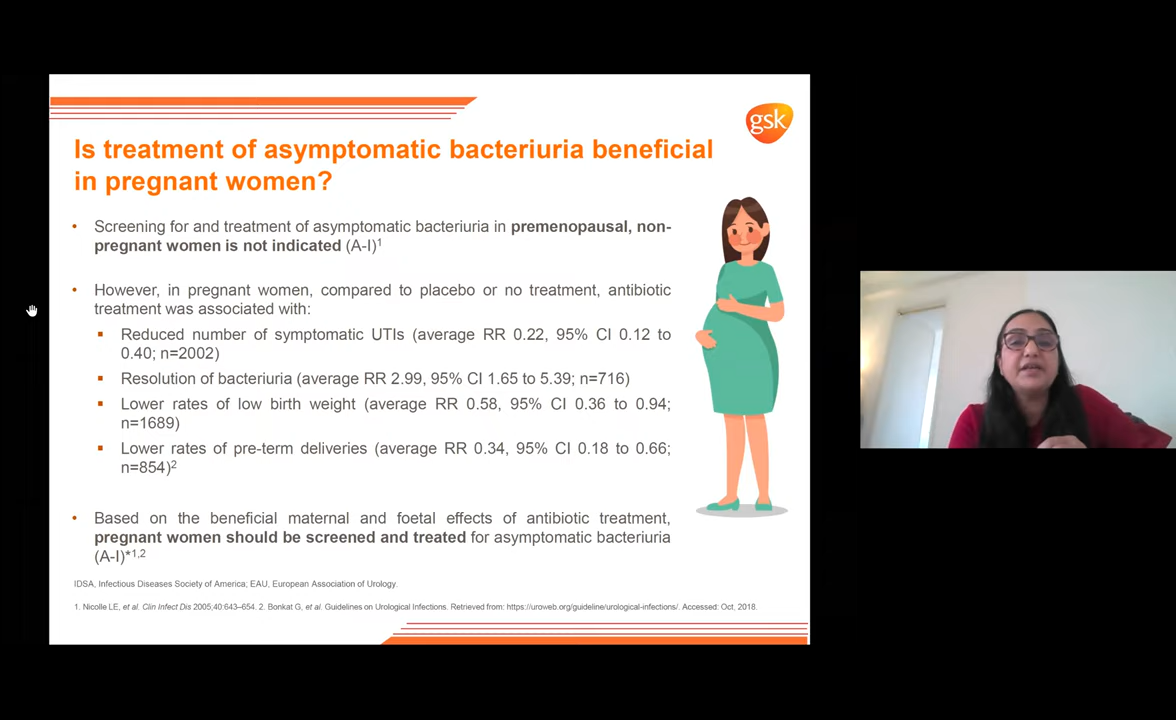 gsk
Is treatment of asymptomatic bacteriuria beneficial
in pregnant women?
• Screening for and treatment of asymptomatic bacteriuria in premenopausal, non-
pregnant women is not indicated (A-I)1
• However, in pregnant women, compared to placebo or no treatment, antibiotic
treatment was associated with:
▪ Reduced number of symptomatic UTIs (average RR 0.22, 95% CI 0.12 to
0.40; n=2002)
▪ Resolution of bacteriuria (average RR 2.99, 95% CI 1.65 to 5.39; n=716)
▪ Lower rates of low birth weight (average RR 0.58, 95% CI 0.36 to 0.94;
n=1689)
▪ Lower rates of pre-term deliveries (average RR 0.34, 95% CI 0.18 to 0.66;
n=854)2
• Based on the beneficial maternal and foetal effects of antibiotic treatment,
pregnant women should be screened and treated for asymptomatic bacteriuria
(A-I)*1,2
IDSA, Infectious Diseases Society of America; EAU, European Association of Urology.
1. Nicolle LE, et al. Clin Infect Dis 2005;40:643–654. 2. Bonkat G, et al. Guidelines on Urological Infections. Retrieved from: https://uroweb.org/guideline/urological-infections/. Accessed: Oct, 2018.